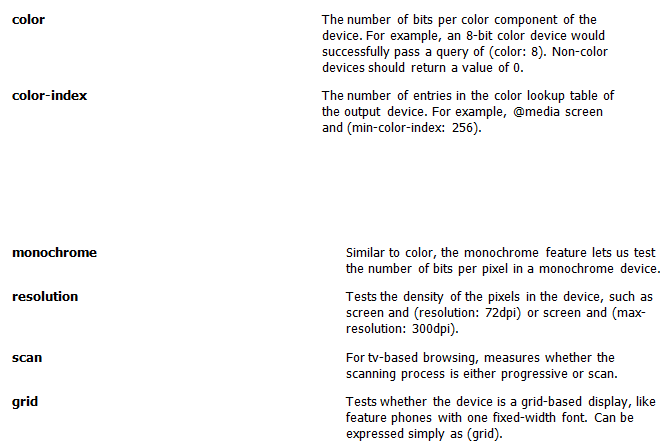 color The number of bits per color component of the
device. For example, an 8-bit color device would
successfully pass a query of (color: 8). Non-color
devices should return a value of 0.
color-index The number of entries in the color lookup table of
the output device. For example, @media screen
and (min-color-index: 256).
monochrome Similar to color, the monochrome feature lets us test
the number of bits per pixel in a monochrome device.
resolution Tests the density of the pixels in the device, such as
screen and (resolution: 72dpi) or screen and (max-
resolution: 300dpi).
scan For tv-based browsing, measures whether the
scanning process is either progressive or scan.
grid Tests whether the device is a grid-based display, like
feature phones with one fixed-width font. Can be
expressed simply as (grid).